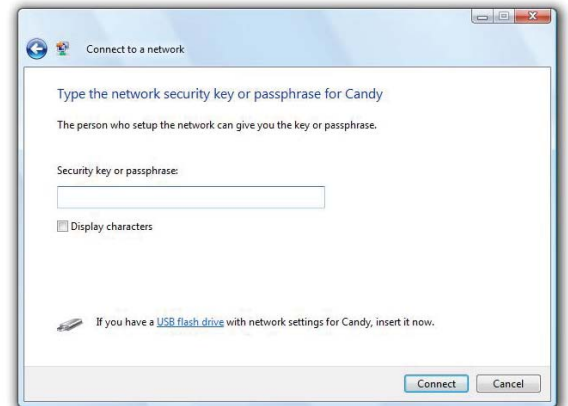 Connect to a network
Type the network security key or passphrase for Candy
The person who setup the network can give you the key or passphrase.
Security key or passphrase:
Display characters
If you have a USB flash drive with network settings for Candy, insert it now.
Connect Cancel